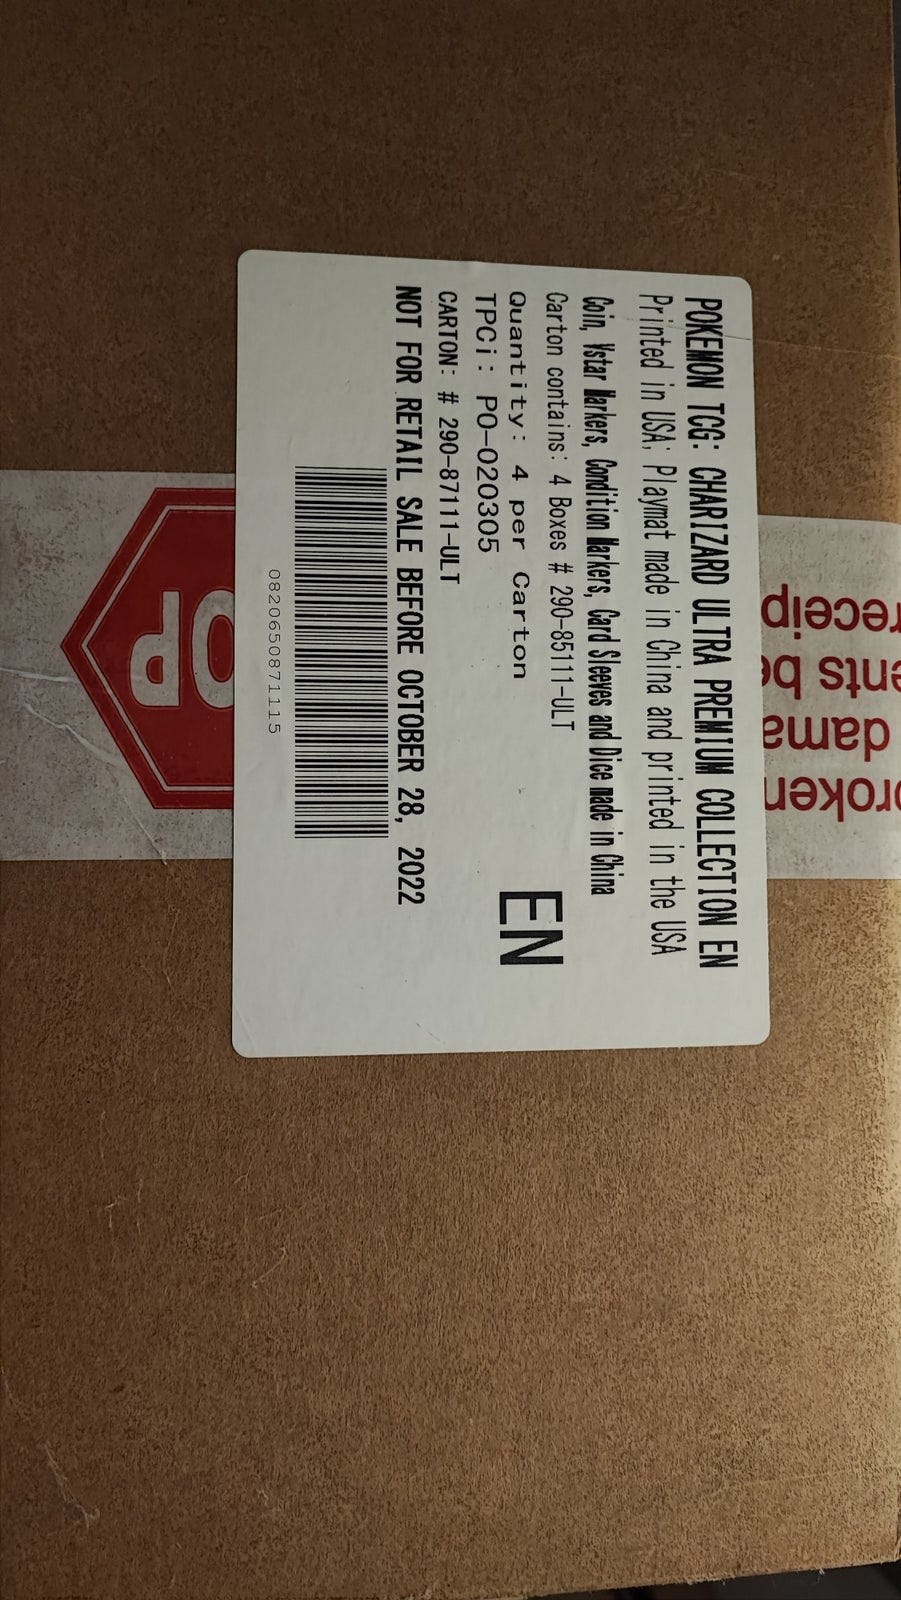 POKEMON TCG: CHARIZARD ULTRA PREMIUM COLLECTION EN
Printed in USA; Playmat made in China and printed in the USA
Coin, Vstar Markers, Condition Markers, Card Sleeves and Dice made in China
Carton contains: 4 Boxes # 290-85111-ULT
Quantity: 4 per Carton
EN
TPCi: PO-020305
CARTON: # 290-87111-ULT
NOT FOR RETAIL SALE BEFORE OCTOBER 28, 2022
0820650871115
OP
roken
dama
nts be
receip